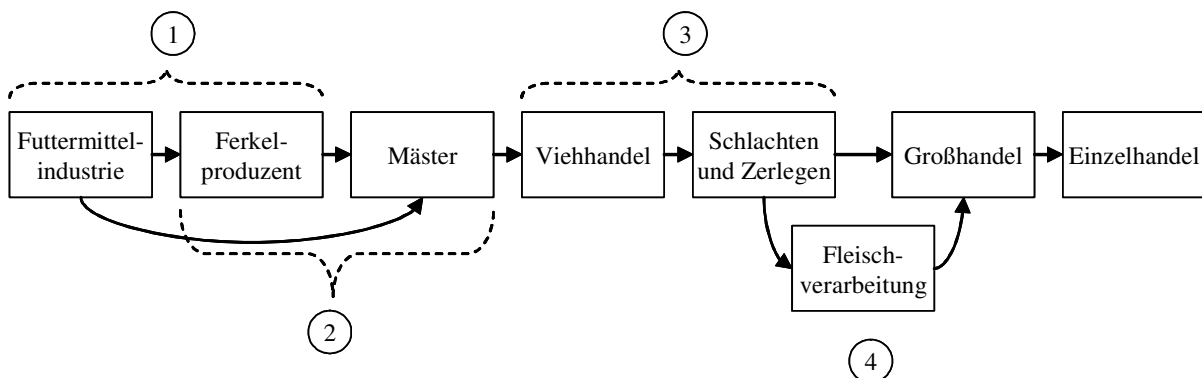 1
3
Futtermittel-
industrie
Ferkel-
produzent
Mäster
Viehhandel
Schlachten
und Zerlegen
Großhandel
Einzelhandel
Fleisch-
verarbeitung
2
4